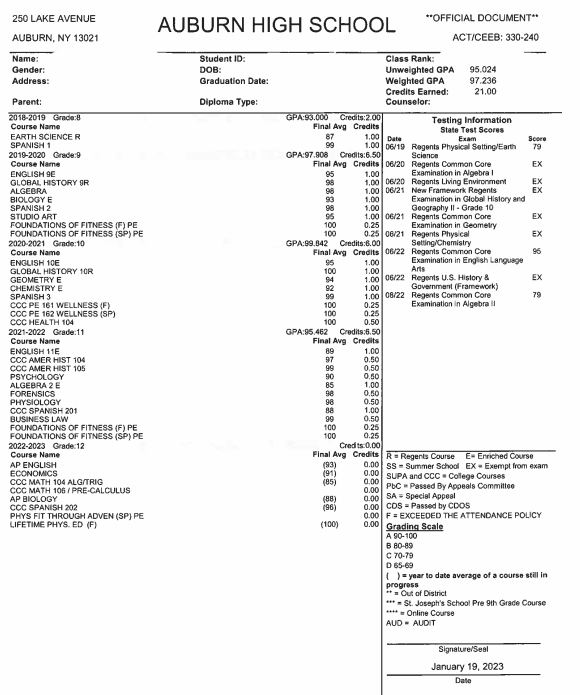 250 LAKE AVENUE
AUBURN, NY 13021
AUBURN HIGH SCHOOL
**OFFICIAL DOCUMENT**
ACT/CEEB: 330-240
Name: Student ID: Class Rank:
Gender: DOB: Unweighted GPA 95.024
Address: Graduation Date: Weighted GPA 97.236
Credits Earned: 21.00
Parent: Diploma Type: Counselor:
2018-2019 Grade:8 GPA:93.000 Credits:2.00
Course Name Final Avg Credits
EARTH SCIENCE R 87 1.00
SPANISH 1 99 1.00
2019-2020 Grade:9 GPA:97.908 Credits:6.50
Course Name Final Avg Credits
ENGLISH 9E 95 1.00
GLOBAL HISTORY 9R 98 1.00
ALGEBRA 98 1.00
BIOLOGY E 93 1.00
SPANISH 2 98 1.00
STUDIO ART 95 1.00
FOUNDATIONS OF FITNESS (F) PE 100 0.25
FOUNDATIONS OF FITNESS (SP) PE 100 0.25
2020-2021 Grade:10 GPA:99.842 Credits:6.00
Course Name Final Avg Credits
ENGLISH 10E 95 1.00
GLOBAL HISTORY 10R 100 1.00
GEOMETRY E 94 1.00
CHEMISTRY E 92 1.00
SPANISH 3 99 1.00
CCC PE 161 WELLNESS (F) 100 0.25
CCC PE 162 WELLNESS (SP) 100 0.25
CCC HEALTH 104 100 0.50
2021-2022 Grade:11 GPA:95.462 Credits:6.50
Course Name Final Avg Credits
ENGLISH 11E 89 1.00
CCC AMER HIST 104 97 0.50
CCC AMER HIST 105 99 0.50
PSYCHOLOGY 90 0.50
ALGEBRA 2 E 85 1.00
FORENSICS 98 0.50
PHYSIOLOGY 98 0.50
CCC SPANISH 201 88 1.00
BUSINESS LAW 99 0.50
FOUNDATIONS OF FITNESS (F) PE 100 0.25
FOUNDATIONS OF FITNESS (SP) PE 100 0.25
2022-2023 Grade:12 Credits:0.00
Course Name Final Avg Credits
AP ENGLISH (93) 0.00
ECONOMICS (91) 0.00
CCC MATH 104 ALG/TRIG (85) 0.00
CCC MATH 106 / PRE-CALCULUS 0.00
AP BIOLOGY (88) 0.00
CCC SPANISH 202 (96) 0.00
PHYS FIT THROUGH ADVEN (SP) PE 0.00
LIFETIME PHYS. ED (F) (100) 0.00
Testing Information
State Test Scores
Date Exam Score
06/19 Regents Physical Setting/Earth 79
Science
06/20 Regents Common Core EX
Examination in Algebra I
06/20 Regents Living Environment EX
06/21 New Framework Regents EX
Examination in Global History and
Geography II - Grade 10
06/21 Regents Common Core EX
Examination in Geometry
06/21 Regents Physical EX
Setting/Chemistry
06/22 Regents Common Core 95
Examination in English Language
Arts
06/22 Regents U.S. History & EX
Government (Framework)
08/22 Regents Common Core 79
Examination in Algebra II
R = Regents Course E= Enriched Course
SS = Summer School EX = Exempt from exam
SUPA and CCC = College Courses
PbC = Passed By Appeals Committee
SA = Special Appeal
CDS = Passed by CDOS
F = EXCEEDED THE ATTENDANCE POLICY
Grading Scale
A 90-100
B 80-89
C 70-79
D 65-69
( ) = year to date average of a course still in
progress
** = Out of District
*** = St. Joseph's School Pre 9th Grade Course
**** = Online Course
AUD = AUDIT
Signature/Seal
January 19, 2023
Date